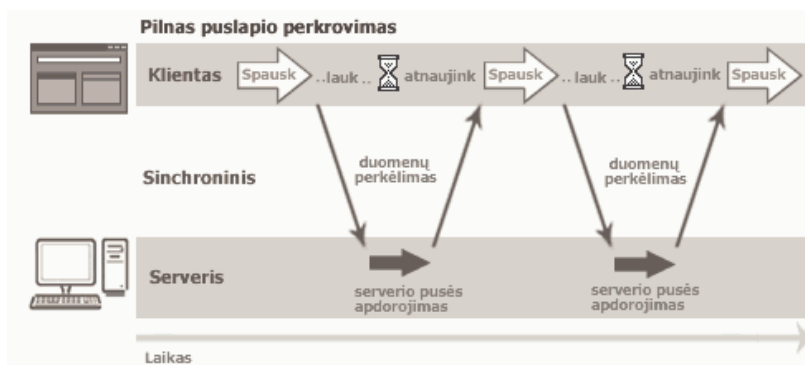 Pilnas puslapio perkrovimas
Klientas Spausk ..lauk .. atnaujink Spausk .. lauk .. atnaujink Spausk
duomenų
perkėlimas
duomenų
perkėlimas
Sinchroninis
Serveris
serverio pusės
apdorojimas
serverio pusės
apdorojimas
Laikas